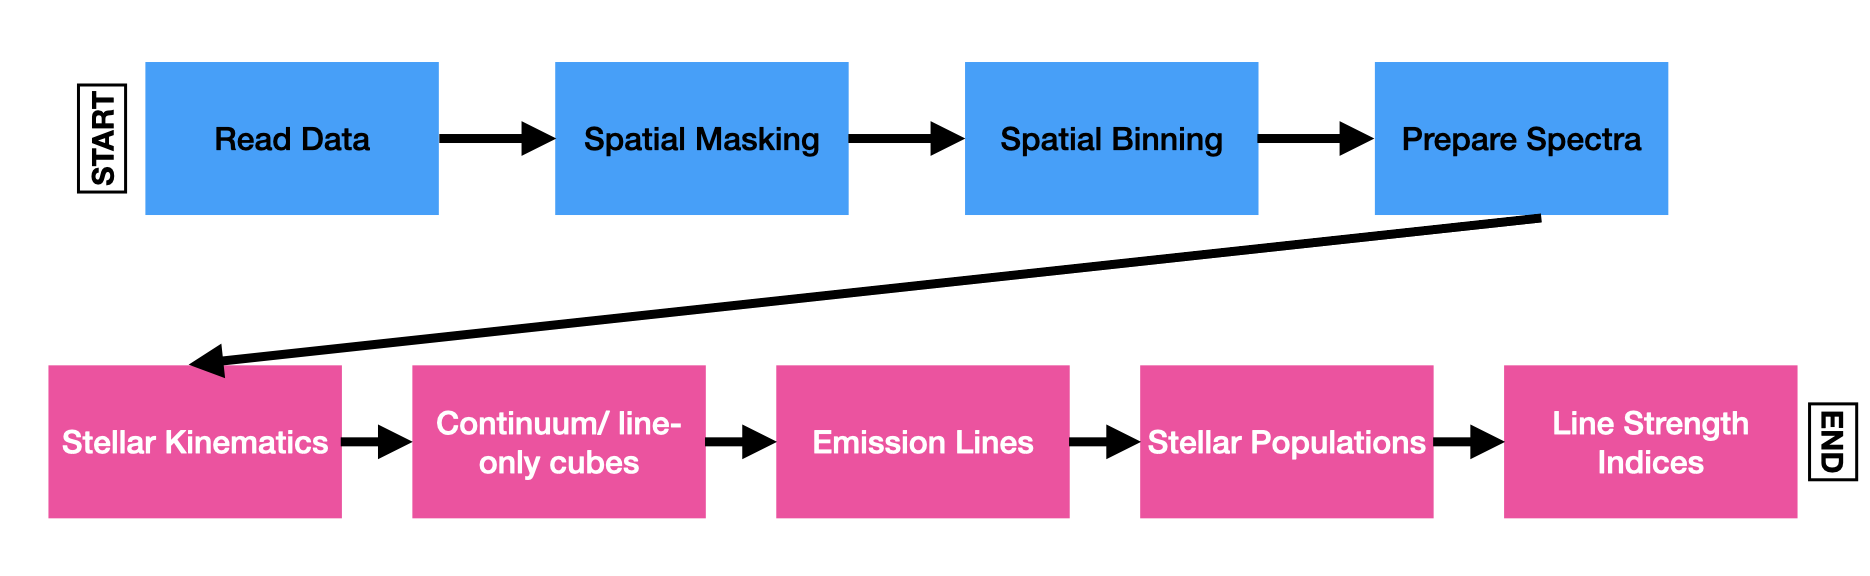 START
Read Data
Spatial Masking
Spatial Binning
Prepare Spectra
Stellar Kinematics
Continuum/ line-
only cubes
Emission Lines
Stellar Populations
Line Strength
Indices
END